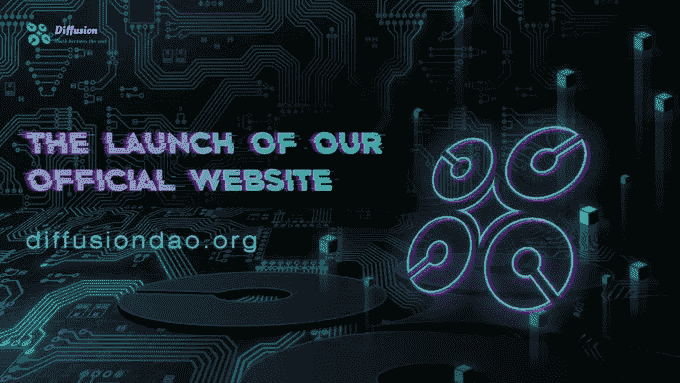 Diffusion
THE LAUNCH OF OUR
OFFICIAL WEBSITE
diffusiondao.org